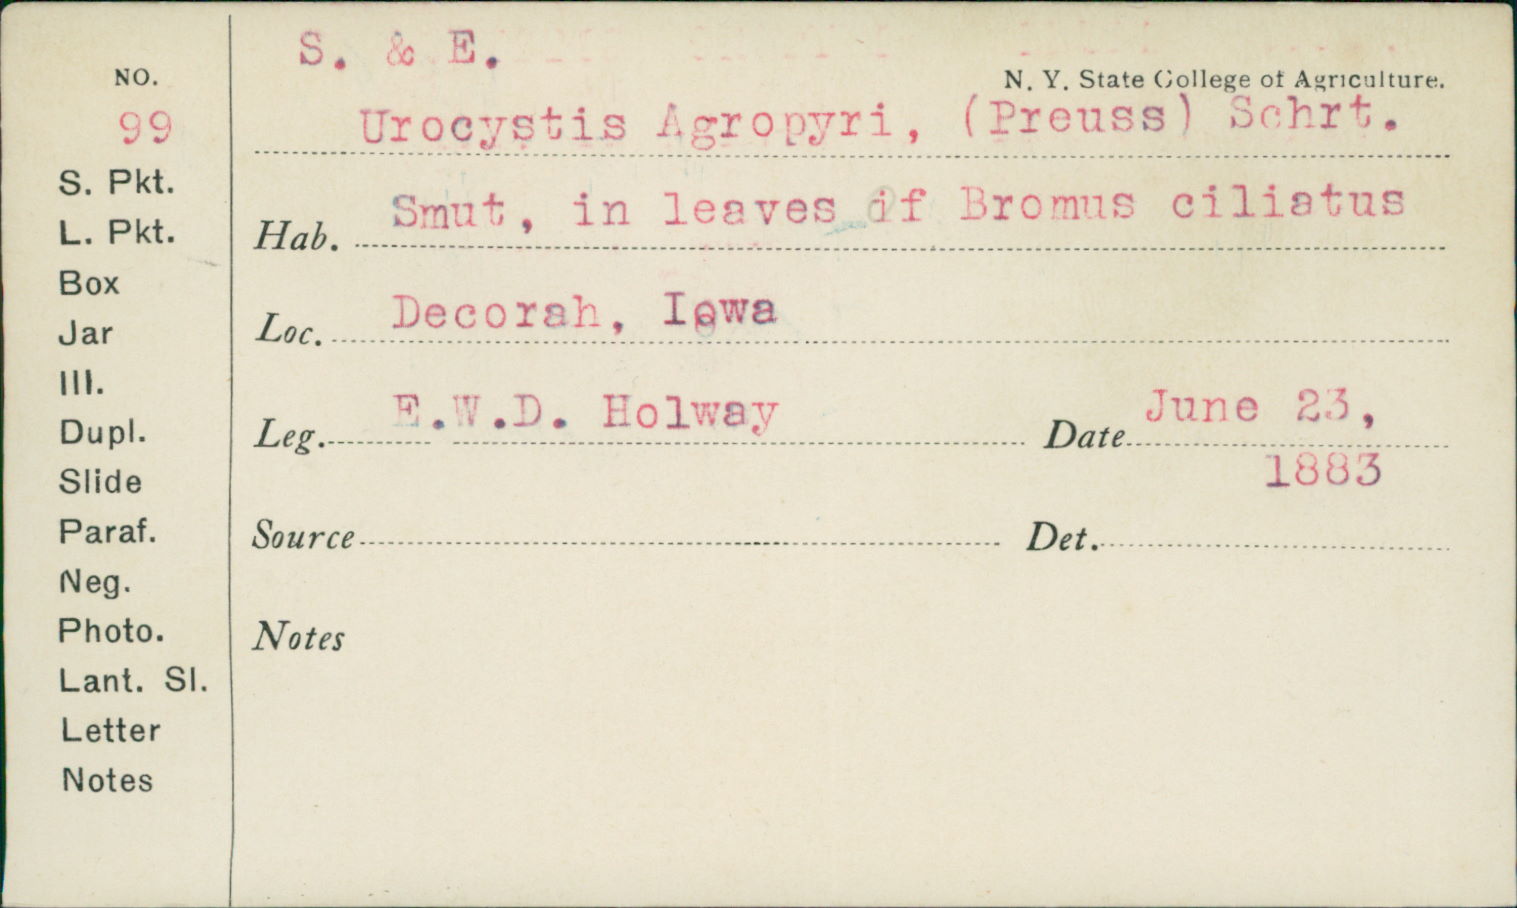 S. & E.
NO.
N. Y. State College of Agriculture.
99
Urocystis Agropyri, (Preuss) Schrt.
S. Pkt.
Hab. Smut, in leaves of Bromus ciliatus
L. Pkt.
Box
Loc. Decorah, Iowa
Jar
Ill.
Leg. E.W.D. Holway Date June 23,
1883
Dupl.
Slide
Source Det.
Paraf.
Neg.
Photo.
Notes
Lant. Sl.
Letter
Notes